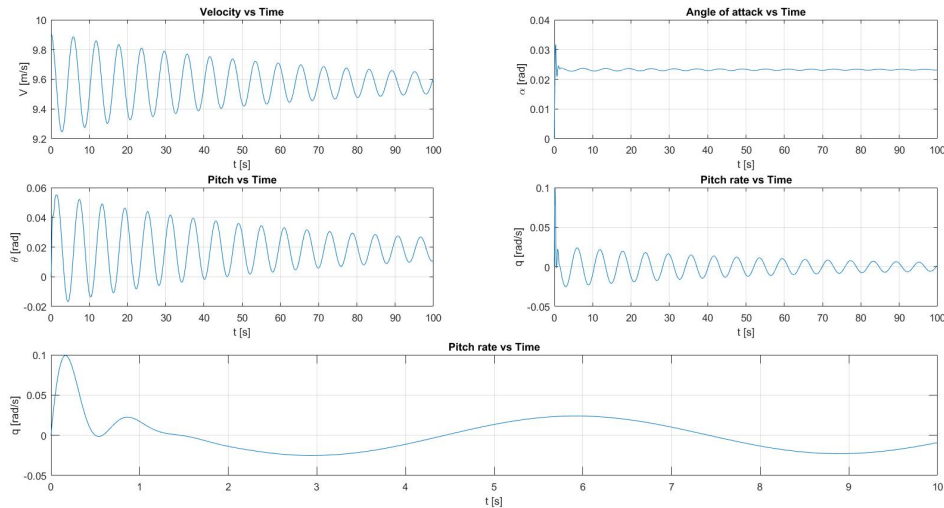 Velocity vs Time
10
9.8
9.6
9.4
9.2
V [m/s]
0 10 20 30 40 50 60 70 80 90 100
t [s]
Angle of attack vs Time
0.04
0.03
0.02
0.01
0
α [rad]
0 10 20 30 40 50 60 70 80 90 100
t [s]
Pitch vs Time
0.06
0.04
0.02
0
-0.02
θ [rad]
0 10 20 30 40 50 60 70 80 90 100
t [s]
Pitch rate vs Time
0.1
0.05
0
-0.05
q [rad/s]
0 10 20 30 40 50 60 70 80 90 100
t [s]
Pitch rate vs Time
0.1
0.05
0
-0.05
q [rad/s]
0 1 2 3 4 5 6 7 8 9 10
t [s]